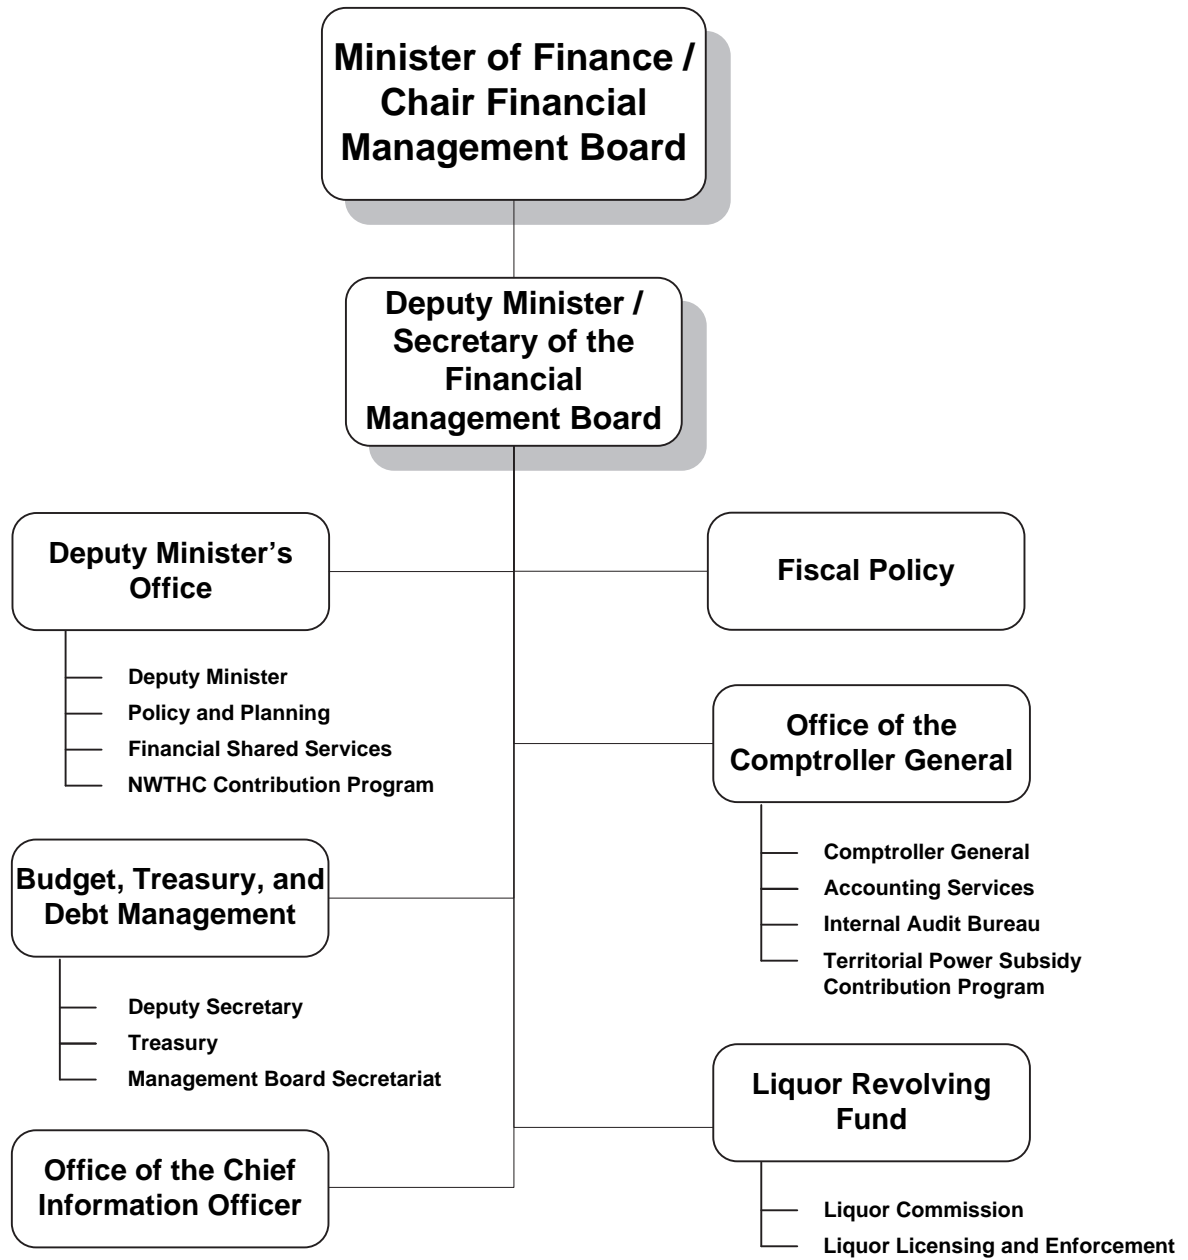 Minister of Finance /
Chair Financial
Management Board
Deputy Minister /
Secretary of the
Financial
Management Board
Deputy Minister’s
Office
Deputy Minister
Policy and Planning
Financial Shared Services
NWTHC Contribution Program
Budget, Treasury, and
Debt Management
Deputy Secretary
Treasury
Management Board Secretariat
Office of the Chief
Information Officer
Fiscal Policy
Office of the
Comptroller General
Comptroller General
Accounting Services
Internal Audit Bureau
Territorial Power Subsidy
Contribution Program
Liquor Revolving
Fund
Liquor Commission
Liquor Licensing and Enforcement